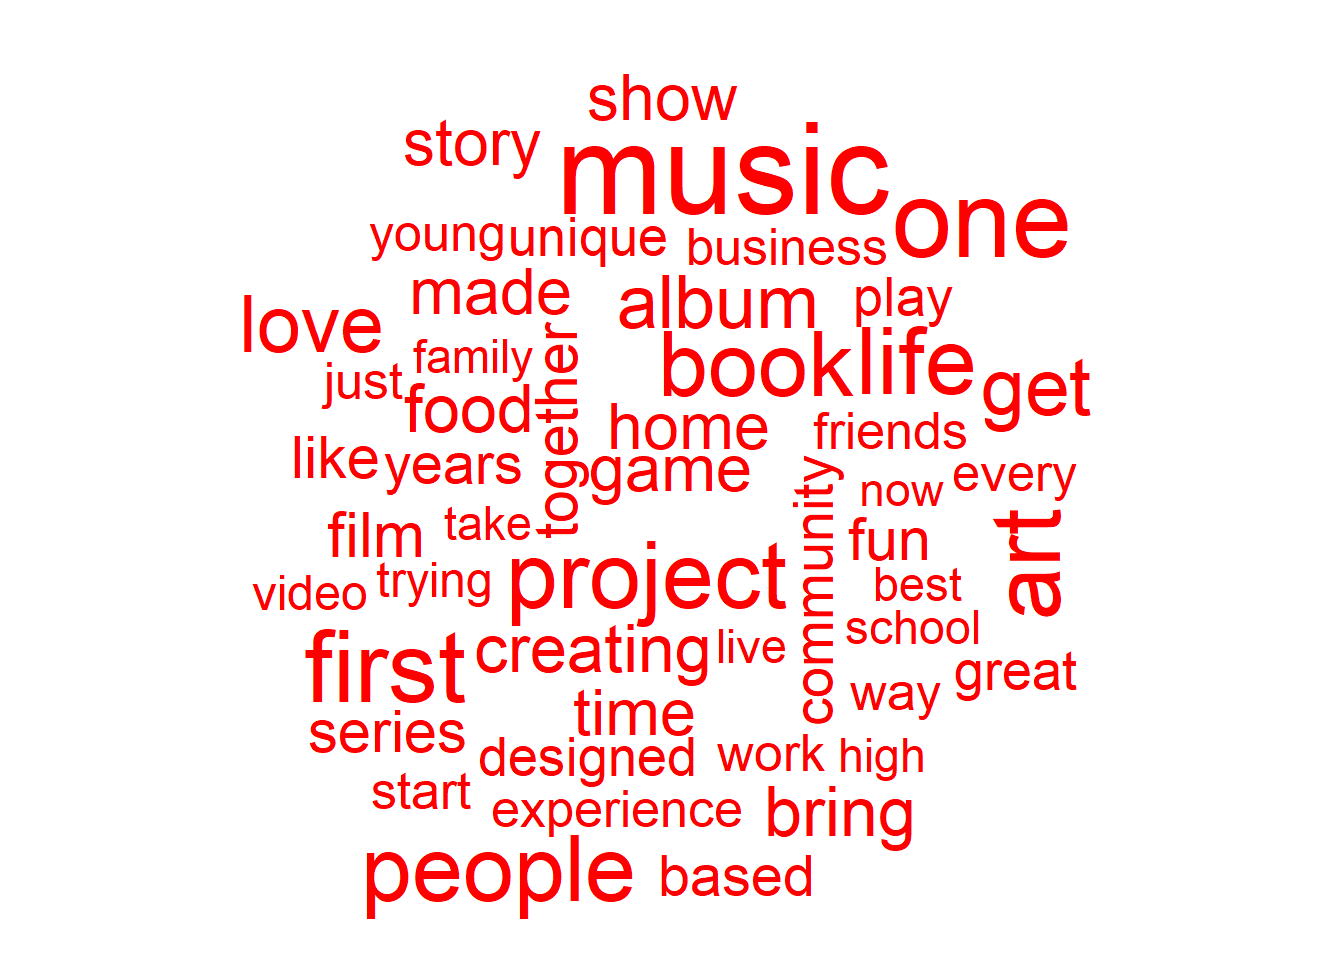 show
story
music
one
young
unique
business
made
album
play
love
together
family
book
life
just
get
food
home
friends
like
years
game
every
now
community
film
take
art
fun
video
trying
project
best
school
first
creating
live
great
way
time
series
designed
work
high
start
experience
bring
people
based